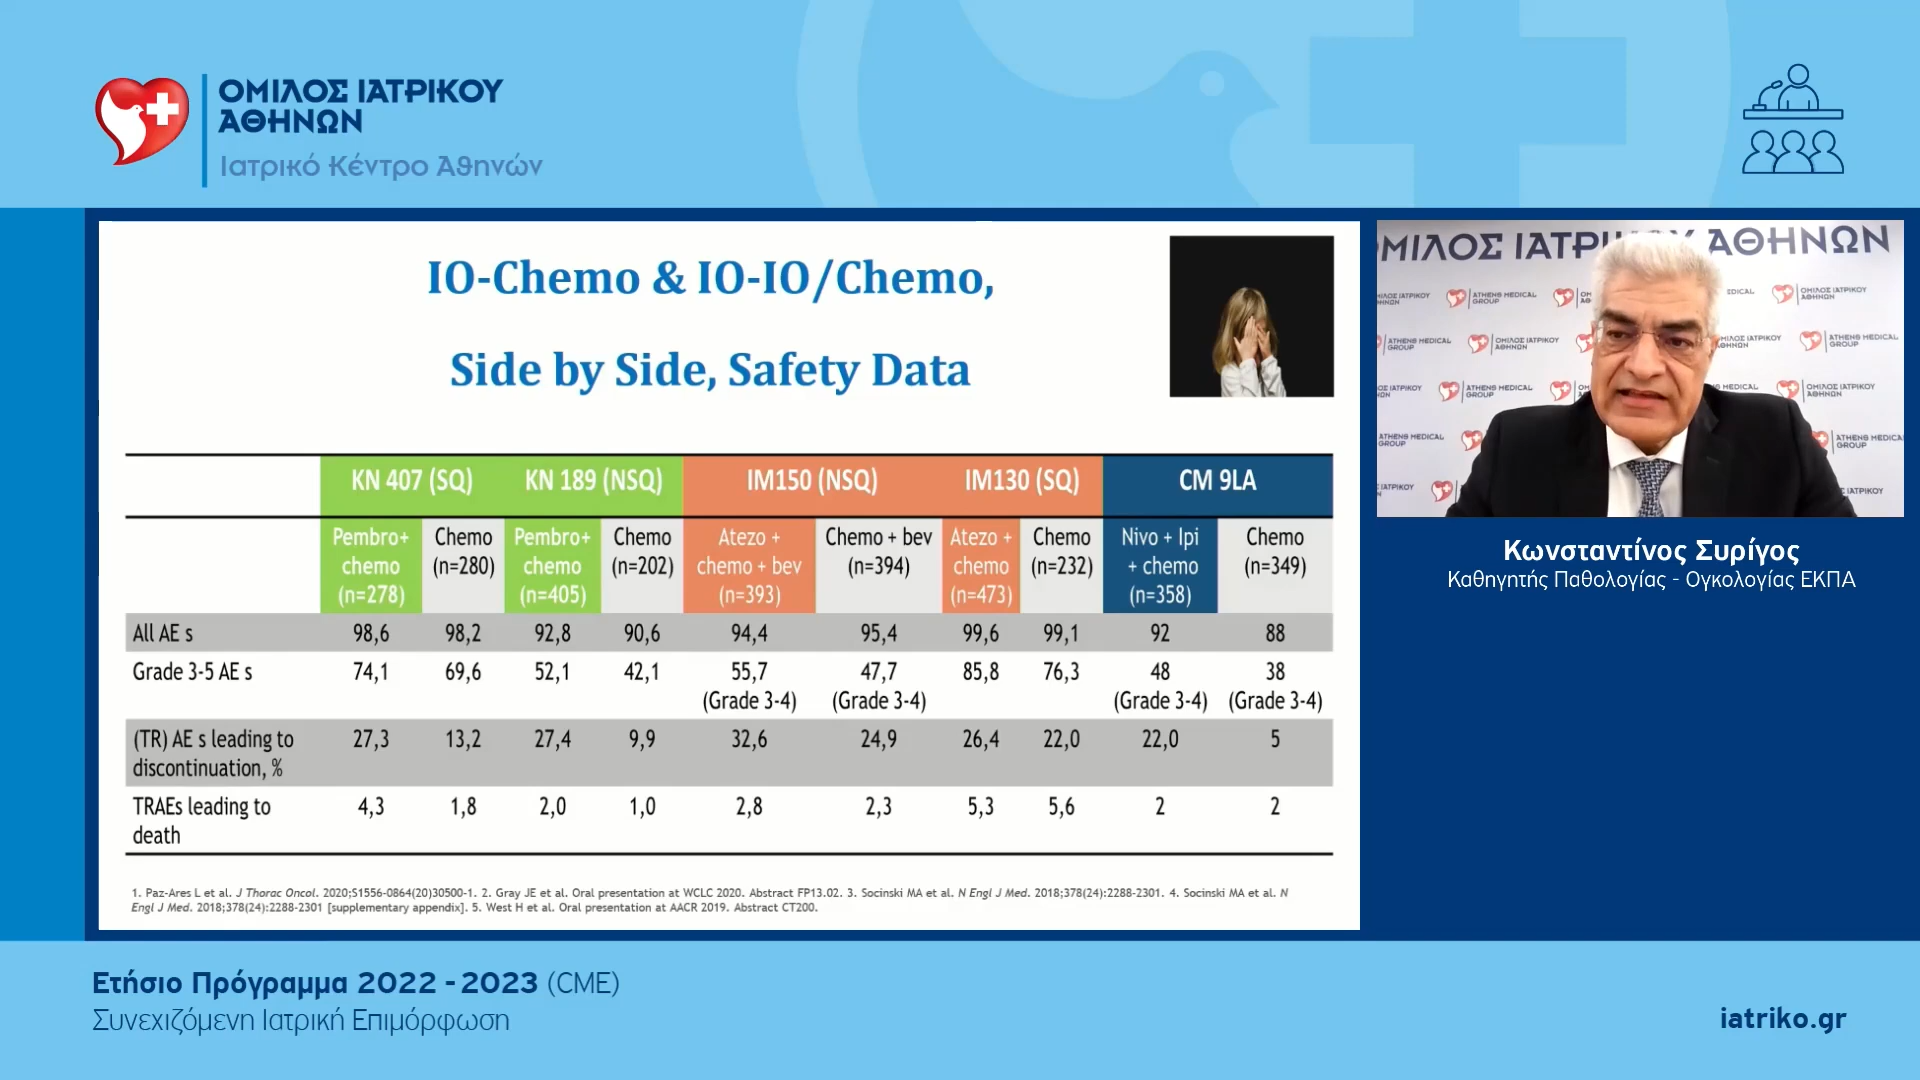 ΟΜΙΛΟΣ ΙΑΤΡΙΚΟΥ
ΑΘΗΝΩΝ
Ιατρικό Κέντρο Αθηνών
IO-Chemo & IO-IO/Chemo,
Side by Side, Safety Data
KN 407 (SQ) KN 189 (NSQ) IM150 (NSQ) IM130 (SQ) CM 9LA
Pembro+ Chemo Pembro+ Chemo Atezo + Chemo + bev Atezo + Chemo Nivo + Ipi Chemo
chemo (n=280) chemo (n=202) chemo + bev (n=394) chemo (n=232) + chemo (n=349)
(n=278) (n=405) (n=393) (n=473) (n=358)
All AE s 98,6 98,2 92,8 90,6 94,4 95,4 99,6 99,1 92 88
Grade 3-5 AE s 74,1 69,6 52,1 42,1 55,7 47,7 85,8 76,3 48 38
(Grade 3-4) (Grade 3-4) (Grade 3-4) (Grade 3-4)
(TR) AE s leading to 27,3 13,2 27,4 9,9 32,6 24,9 26,4 22,0 22,0 5
discontinuation, %
TRAEs leading to 4,3 1,8 2,0 1,0 2,8 2,3 5,3 5,6 2 2
death
1. Paz-Ares L et al. J Thorac Oncol. 2020;S1556-0864(20)30500-1. 2. Gray JE et al. Oral presentation at WCLC 2020. Abstract FP13.02. 3. Socinski MA et al. N Engl J Med. 2018;378(24):2288-2301. 4. Socinski MA et al. N
Engl J Med. 2018;378(24):2288-2301 [supplementary appendix]. 5. West H et al. Oral presentation at AACR 2019. Abstract CT200.
ΑΘΗΝΩΝ
ATHENS MEDICAL
GROUP
ΟΜΙΛΟΣ ΙΑΤΡΙΚΟΥ
ΑΘΗΝΩΝ
Κωνσταντίνος Συρίγος
Καθηγητής Παθολογίας - Ογκολογίας ΕΚΠΑ
Ετήσιο Πρόγραμμα 2022 - 2023 (CME)
Συνεχιζόμενη Ιατρική Επιμόρφωση
iatriko.gr